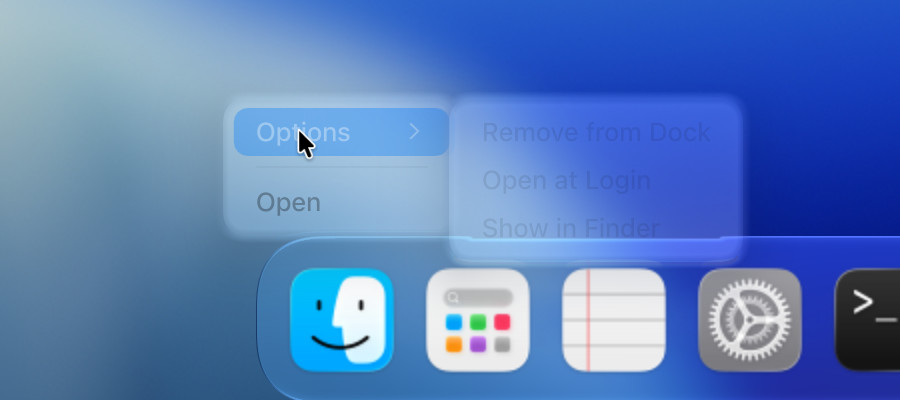 Options
Open
Remove from Dock
Open at Login
Show in Finder
>_